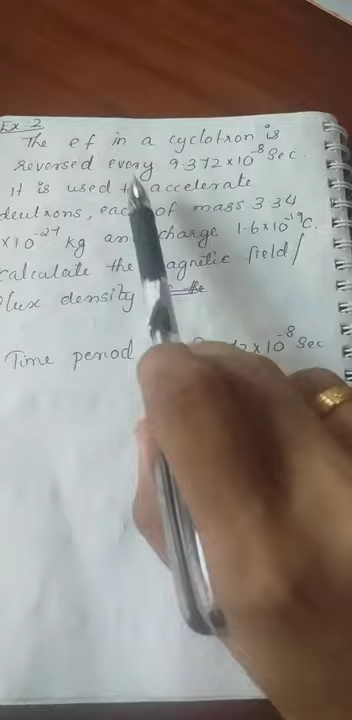 Ex:2
The ef in a cyclotron is
reversed every 9.372×10⁻⁸ Sec.
it is used to accelerate
deutrons, each of mass 3.34
×10⁻²⁷ kg and charge 1.6×10⁻¹⁹C.
calculate the magnetic field/
flux density
Time period ×10⁻⁸ Sec